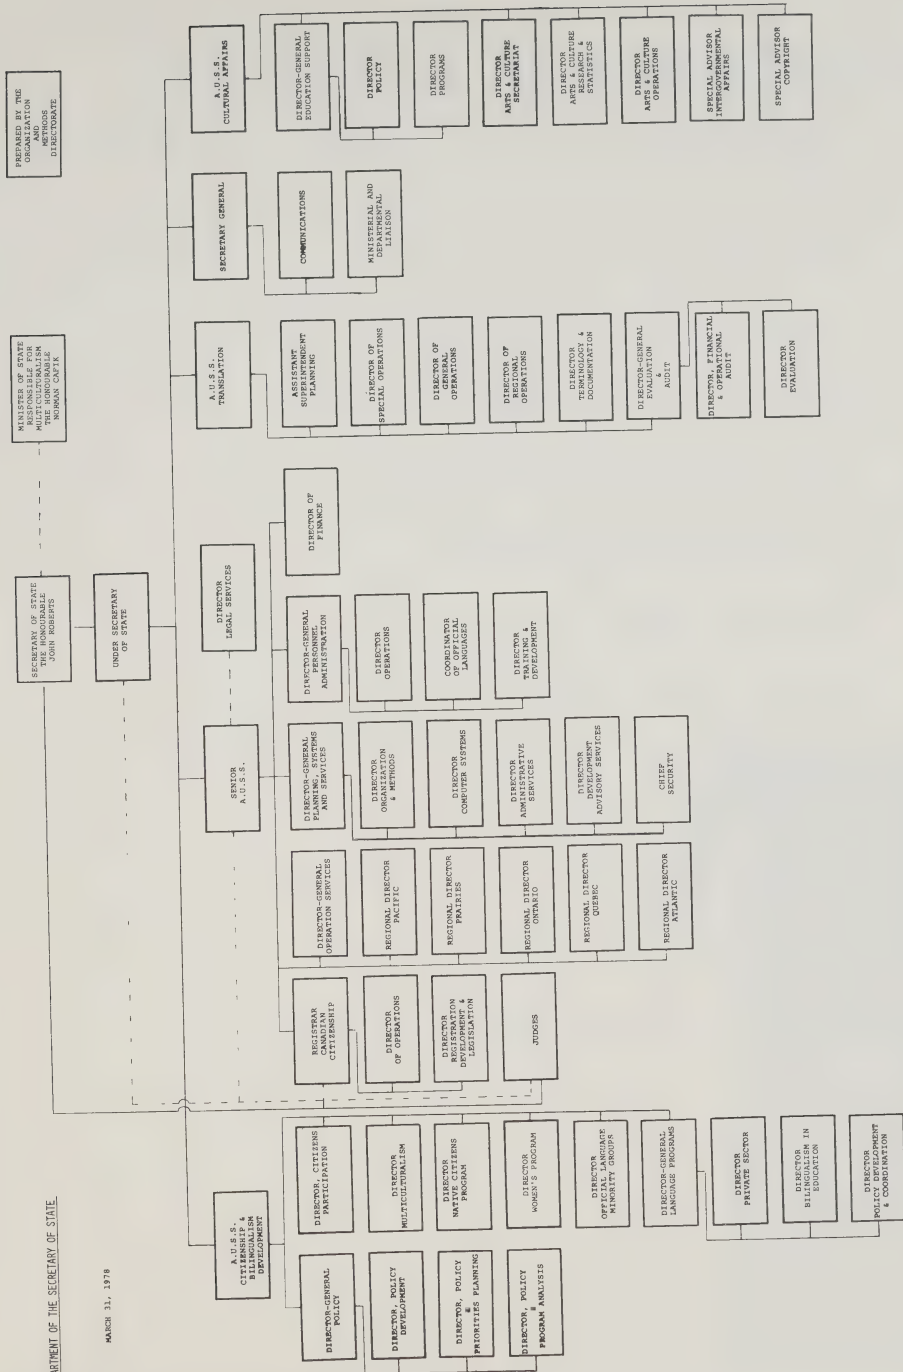 DEPARTMENT OF THE SECRETARY OF STATE
MARCH 31, 1978
PREPARED BY THE
ORGANIZATION
AND
METHODS
DIRECTORATE
SECRETARY OF STATE
THE HONOURABLE
JOHN ROBERTS
MINISTER OF STATE
RESPONSIBLE FOR
MULTICULTURALISM
THE HONOURABLE
NORMAN CAFIK
UNDER SECRETARY
OF STATE
A.U.S.S.
CITIZENSHIP &
BILINGUALISM
DEVELOPMENT
SENIOR
A.U.S.S.
DIRECTOR
LEGAL SERVICES
A.U.S.S.
TRANSLATION
SECRETARY GENERAL
A.U.S.S.
CULTURAL AFFAIRS
DIRECTOR-GENERAL
POLICY
DIRECTOR, POLICY
DEVELOPMENT
DIRECTOR, POLICY
&
PRIORITIES PLANNING
DIRECTOR, POLICY
&
PROGRAM ANALYSIS
DIRECTOR, CITIZENS
PARTICIPATION
DIRECTOR
MULTICULTURALISM
DIRECTOR
NATIVE CITIZENS
PROGRAM
DIRECTOR
WOMEN'S PROGRAM
DIRECTOR
OFFICIAL LANGUAGE
MINORITY GROUPS
DIRECTOR-GENERAL
LANGUAGE PROGRAMS
DIRECTOR
PRIVATE SECTOR
DIRECTOR
BILINGUALISM IN
EDUCATION
DIRECTOR
POLICY DEVELOPMENT
& COORDINATION
REGISTRAR
CANADIAN
CITIZENSHIP
DIRECTOR
OF OPERATIONS
DIRECTOR
REGISTRATION
DEVELOPMENT &
LEGISLATION
JUDGES
DIRECTOR-GENERAL
OPERATION SERVICES
REGIONAL DIRECTOR
PACIFIC
REGIONAL DIRECTOR
PRAIRIES
REGIONAL DIRECTOR
ONTARIO
REGIONAL DIRECTOR
QUEBEC
REGIONAL DIRECTOR
ATLANTIC
DIRECTOR-GENERAL
PLANNING, SYSTEMS
AND SERVICES
DIRECTOR
ORGANIZATION
& METHODS
DIRECTOR
COMPUTER SYSTEMS
DIRECTOR
ADMINISTRATIVE
SERVICES
DIRECTOR
DEVELOPMENT
ADVISORY SERVICES
CHIEF
SECURITY
DIRECTOR-GENERAL
PERSONNEL
ADMINISTRATION
DIRECTOR
OPERATIONS
COORDINATOR
OF OFFICIAL
LANGUAGES
DIRECTOR
TRAINING &
DEVELOPMENT
DIRECTOR OF
FINANCE
ASSISTANT
SUPERINTENDENT
PLANNING
DIRECTOR OF
SPECIAL OPERATIONS
DIRECTOR OF
GENERAL
OPERATIONS
DIRECTOR OF
REGIONAL
OPERATIONS
DIRECTOR
TERMINOLOGY &
DOCUMENTATION
DIRECTOR-GENERAL
EVALUATION
&
AUDIT
DIRECTOR, FINANCIAL
& OPERATIONAL
AUDIT
DIRECTOR
EVALUATION
COMMUNICATIONS
MINISTERIAL AND
DEPARTMENTAL
LIAISON
DIRECTOR-GENERAL
EDUCATION SUPPORT
DIRECTOR
POLICY
DIRECTOR
PROGRAMS
DIRECTOR
ARTS & CULTURE
SECRETARIAT
DIRECTOR
ARTS & CULTURE
RESEARCH &
STATISTICS
DIRECTOR
ARTS & CULTURE
OPERATIONS
SPECIAL ADVISOR
INTERGOVERNMENTAL
AFFAIRS
SPECIAL ADVISOR
COPYRIGHT